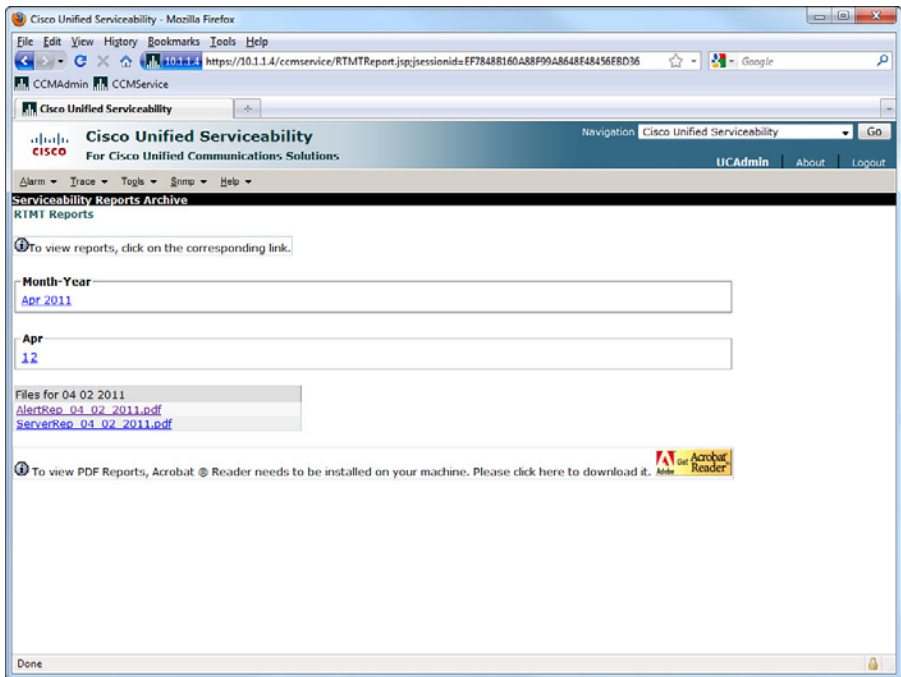 Cisco Unified Serviceability - Mozilla Firefox
File Edit View History Bookmarks Tools Help
10.1.1.4 https://10.1.1.4/ccmservice/RTMTReport.jsp;jsessionid=EF7848B160A88F99A8648E48456EBD36 Google
CCMAdmin CCMService
Cisco Unified Serviceability
CISCO
Cisco Unified Serviceability
For Cisco Unified Communications Solutions
Navigation Cisco Unified Serviceability Go
UCAdmin About Logout
Alarm Trace Tools Snmp Help
Serviceability Reports Archive
RTMT Reports
To view reports, click on the corresponding link.
Month-Year
Apr 2011
Apr
12
Files for 04 02 2011
AlertRep_04_02_2011.pdf
ServerRep_04_02_2011.pdf
To view PDF Reports, Acrobat ® Reader needs to be installed on your machine. Please click here to download it.
Adobe Get Acrobat Reader
Done